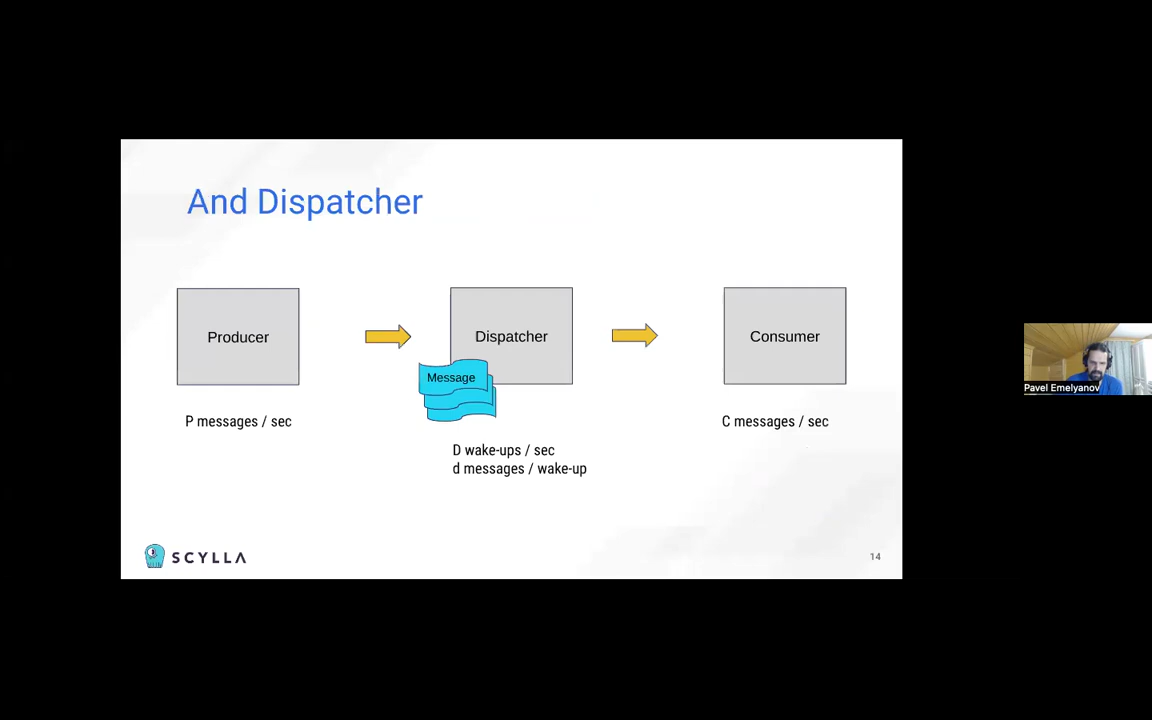 And Dispatcher
Producer
Dispatcher
Consumer
Message
P messages / sec
C messages / sec
D wake-ups / sec
d messages / wake-up
SCYLLA
14
Pavel Emelyanov